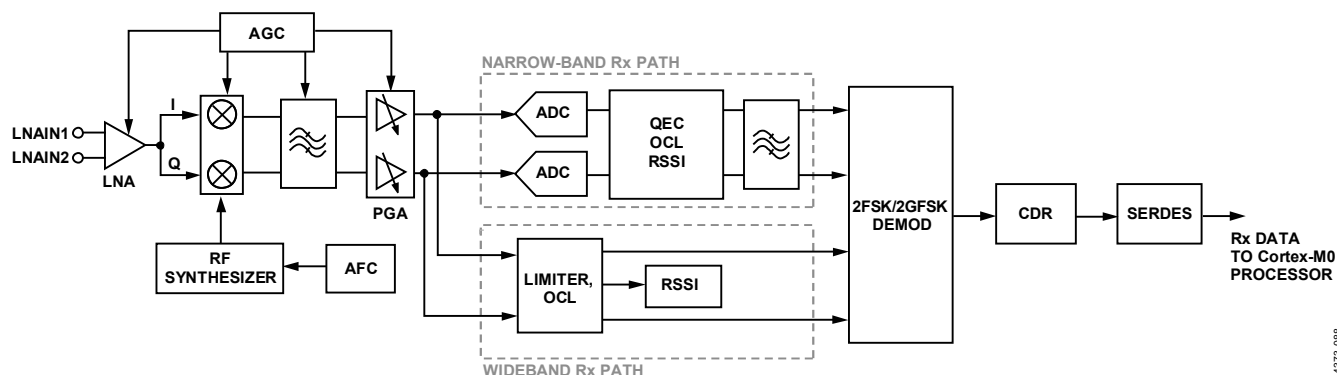 AGC
NARROW-BAND Rx PATH
I
Q
LNAIN1
LNAIN2
LNA
PGA
ADC
ADC
QEC
OCL
RSSI
2FSK/2GFSK
DEMOD
CDR
SERDES
Rx DATA
TO Cortex-M0
PROCESSOR
RF
SYNTHESIZER
AFC
LIMITER,
OCL
RSSI
WIDEBAND Rx PATH